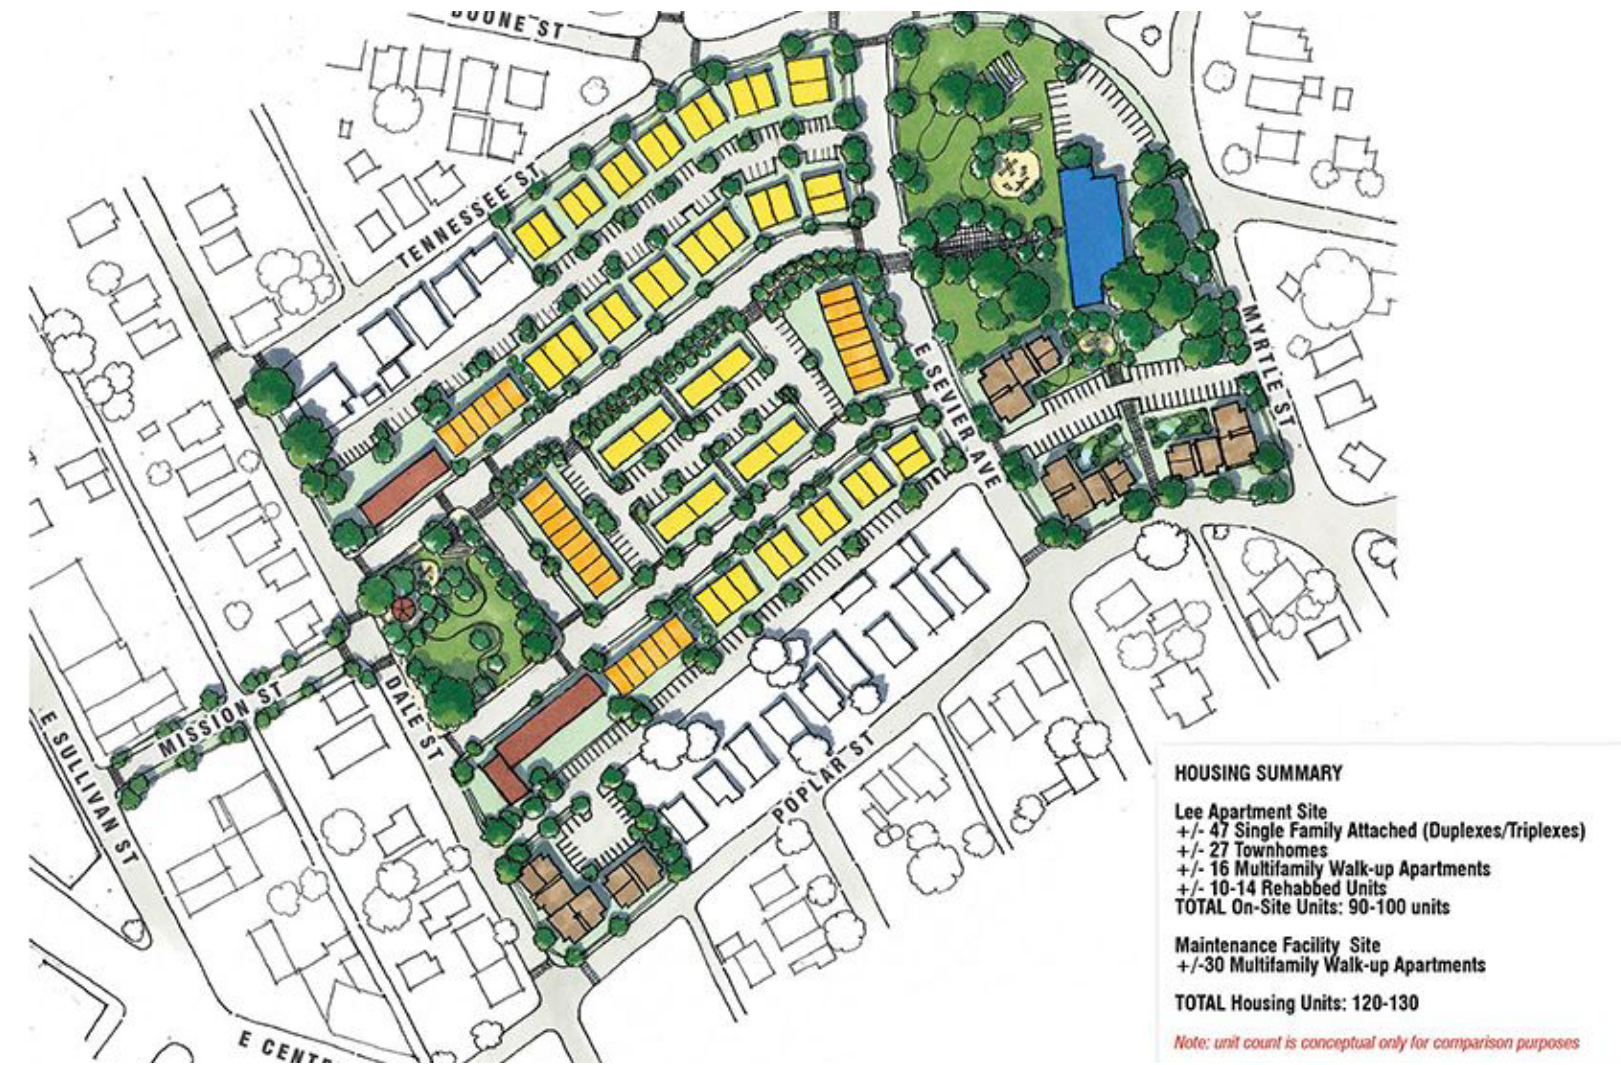 BOONE ST
TENNESSEE ST
E SEVIER AVE
MYRTLE ST
MISSION ST
DALE ST
E SULLIVAN ST
POPLAR ST
E CENTR
HOUSING SUMMARY
Lee Apartment Site
+/- 47 Single Family Attached (Duplexes/Triplexes)
+/- 27 Townhomes
+/- 16 Multifamily Walk-up Apartments
+/- 10-14 Rehabbed Units
TOTAL On-Site Units: 90-100 units
Maintenance Facility Site
+/-30 Multifamily Walk-up Apartments
TOTAL Housing Units: 120-130
Note: unit count is conceptual only for comparison purposes